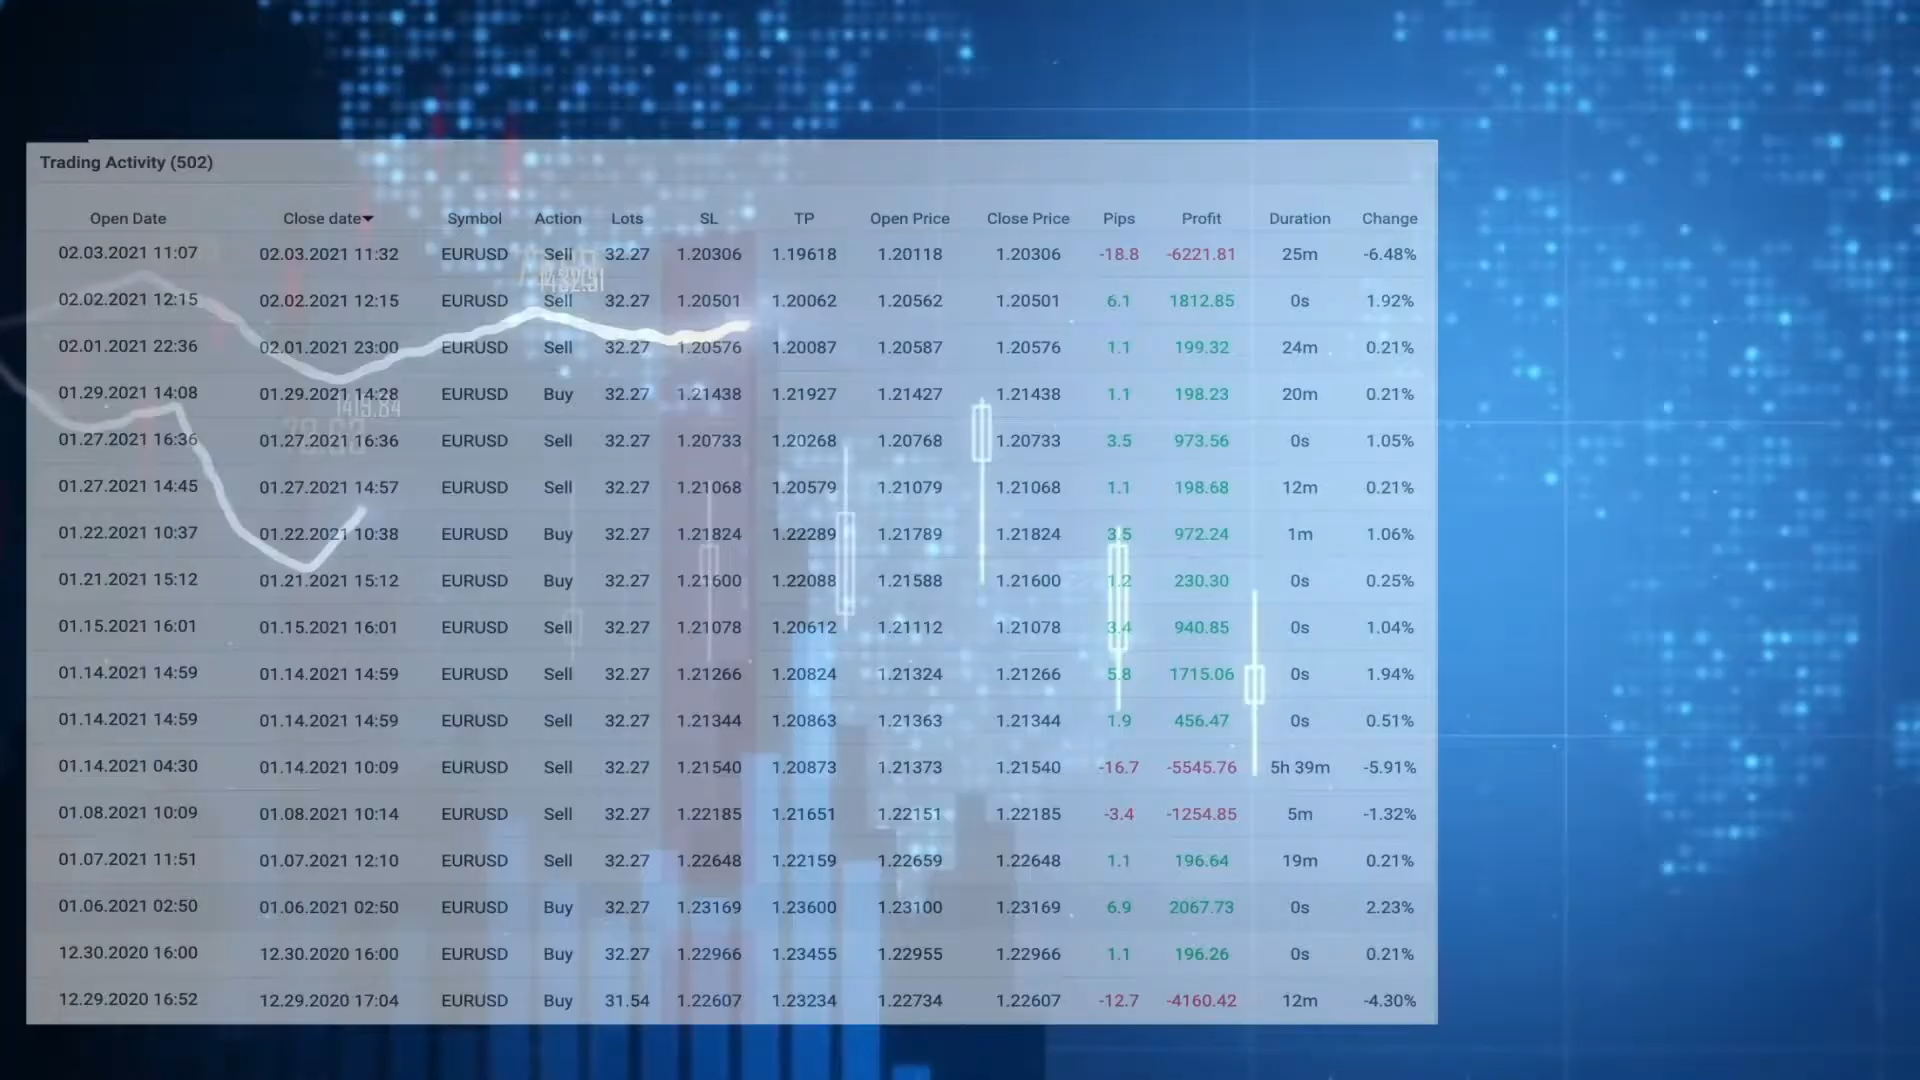 Trading Activity (502)
Open Date Close date Symbol Action Lots SL TP Open Price Close Price Pips Profit Duration Change
02.03.2021 11:07 02.03.2021 11:32 EURUSD Sell 32.27 1.20306 1.19618 1.20118 1.20306 -18.8 -6221.81 25m -6.48%
02.02.2021 12:15 02.02.2021 12:15 EURUSD Sell 32.27 1.20501 1.20062 1.20562 1.20501 6.1 1812.85 0s 1.92%
02.01.2021 22:36 02.01.2021 23:00 EURUSD Sell 32.27 1.20576 1.20087 1.20587 1.20576 1.1 199.32 24m 0.21%
01.29.2021 14:08 01.29.2021 14:28 EURUSD Buy 32.27 1.21438 1.21927 1.21427 1.21438 1.1 198.23 20m 0.21%
1419.84
01.27.2021 16:36 01.27.2021 16:36 EURUSD Sell 32.27 1.20733 1.20268 1.20768 1.20733 3.5 973.56 0s 1.05%
01.27.2021 14:45 01.27.2021 14:57 EURUSD Sell 32.27 1.21068 1.20579 1.21079 1.21068 1.1 198.68 12m 0.21%
01.22.2021 10:37 01.22.2021 10:38 EURUSD Buy 32.27 1.21824 1.22289 1.21789 1.21824 3.5 972.24 1m 1.06%
01.21.2021 15:12 01.21.2021 15:12 EURUSD Buy 32.27 1.21600 1.22088 1.21588 1.21600 1.2 230.30 0s 0.25%
01.15.2021 16:01 01.15.2021 16:01 EURUSD Sell 32.27 1.21078 1.20612 1.21112 1.21078 3.4 940.85 0s 1.04%
01.14.2021 14:59 01.14.2021 14:59 EURUSD Sell 32.27 1.21266 1.20824 1.21324 1.21266 5.8 1715.06 0s 1.94%
01.14.2021 14:59 01.14.2021 14:59 EURUSD Sell 32.27 1.21344 1.20863 1.21363 1.21344 1.9 456.47 0s 0.51%
01.14.2021 04:30 01.14.2021 10:09 EURUSD Sell 32.27 1.21540 1.20873 1.21373 1.21540 -16.7 -5545.76 5h 39m -5.91%
01.08.2021 10:09 01.08.2021 10:14 EURUSD Sell 32.27 1.22185 1.21651 1.22151 1.22185 -3.4 -1254.85 5m -1.32%
01.07.2021 11:51 01.07.2021 12:10 EURUSD Sell 32.27 1.22648 1.22159 1.22659 1.22648 1.1 196.64 19m 0.21%
01.06.2021 02:50 01.06.2021 02:50 EURUSD Buy 32.27 1.23169 1.23600 1.23100 1.23169 6.9 2067.73 0s 2.23%
12.30.2020 16:00 12.30.2020 16:00 EURUSD Buy 32.27 1.22966 1.23455 1.22955 1.22966 1.1 196.26 0s 0.21%
12.29.2020 16:52 12.29.2020 17:04 EURUSD Buy 31.54 1.22607 1.23234 1.22734 1.22607 -12.7 -4160.42 12m -4.30%